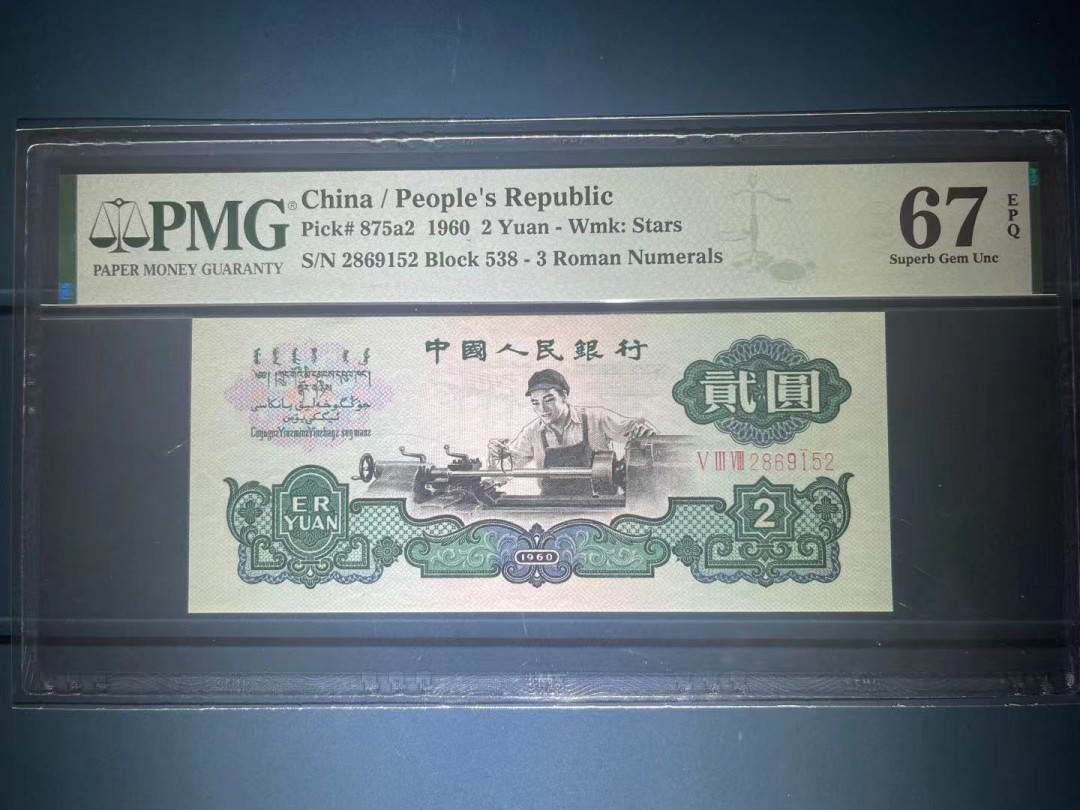 PMG®
PAPER MONEY GUARANTY
China / People's Republic
Pick# 875a2 1960 2 Yuan - Wmk: Stars
S/N 2869152 Block 538 - 3 Roman Numerals
67
EPQ
Superb Gem Unc
中國人民銀行
貳圓
V III VIII 2869152
ER
YUAN
2
1960